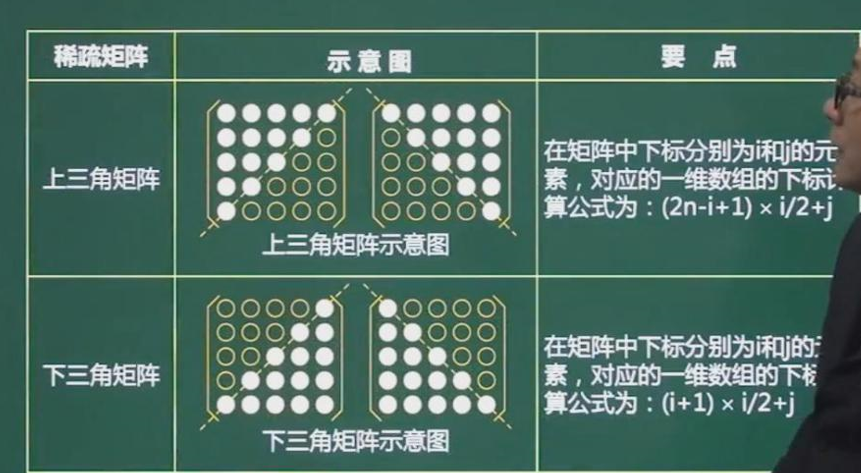 稀疏矩阵
示意图
要 点
上三角矩阵
上三角矩阵示意图
在矩阵中下标分别为i和j的元
素，对应的一维数组的下标计
算公式为：(2n-i+1) × i/2+j
下三角矩阵
下三角矩阵示意图
在矩阵中下标分别为i和j的
素，对应的一维数组的下标
算公式为：(i+1) × i/2+j